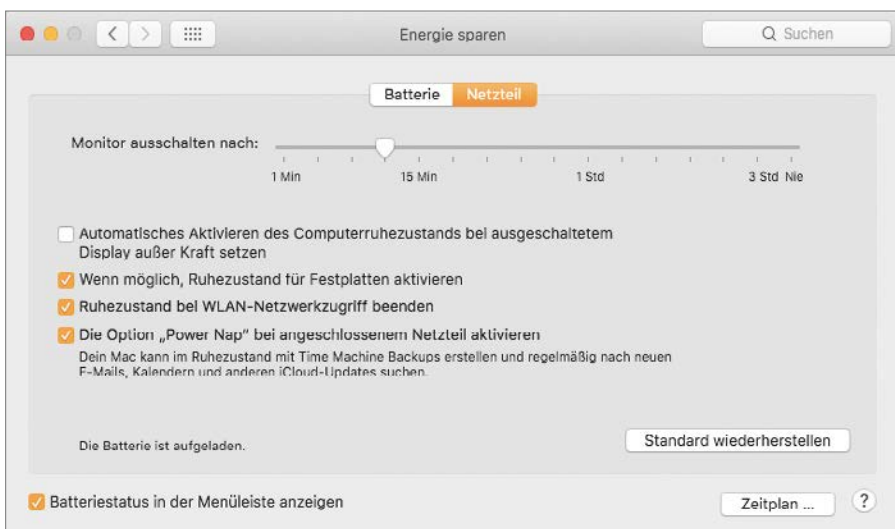 Energie sparen
Suchen
Batterie Netzteil
Monitor ausschalten nach:
1 Min 15 Min 1 Std 3 Std Nie
Automatisches Aktivieren des Computerruhezustands bei ausgeschaltetem
Display außer Kraft setzen
Wenn möglich, Ruhezustand für Festplatten aktivieren
Ruhezustand bei WLAN-Netzwerkzugriff beenden
Die Option „Power Nap“ bei angeschlossenem Netzteil aktivieren
Dein Mac kann im Ruhezustand mit Time Machine Backups erstellen und regelmäßig nach neuen
E-Mails, Kalendern und anderen iCloud-Updates suchen.
Die Batterie ist aufgeladen.
Standard wiederherstellen
Batteriestatus in der Menüleiste anzeigen
Zeitplan ...
?